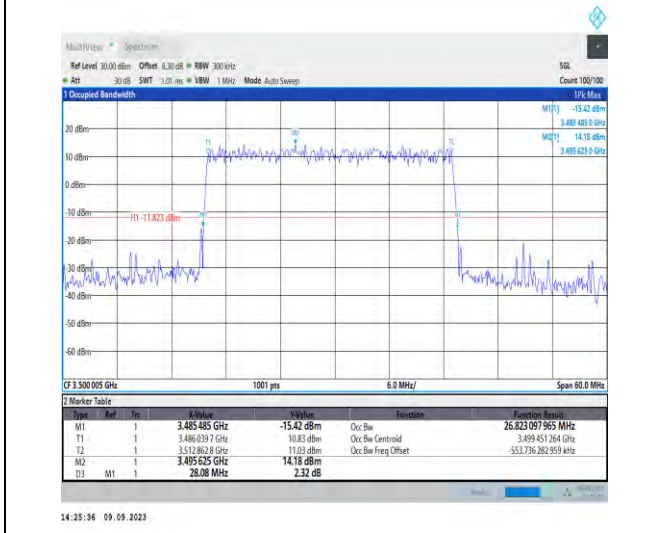 MultiView Spectrum
Ref Level 30.00 dBm Offset 8.30 dB RBW 300 kHz SGL
Att 30 dB SWT 1.01 ms VBW 1 MHz Mode Auto Sweep Count 100/100
1 Occupied Bandwidth 1Pk Max
M1[1] -15.42 dBm
3.485 485 0 GHz
M2[1] 14.18 dBm
3.495 625 0 GHz
20 dBm
10 dBm
0 dBm
-10 dBm
H1 -11.823 dBm
-20 dBm
-30 dBm
-40 dBm
-50 dBm
-60 dBm
M1
T1
M2
T2
CF 3.500 005 GHz 1001 pts 6.0 MHz/ Span 60.0 MHz
2 Marker Table
Type Ref Trc X-Value Y-Value Function Function Result
M1 1 3.485 485 GHz -15.42 dBm Occ Bw 26.823 097 965 MHz
T1 1 3.486 039 7 GHz 10.83 dBm Occ Bw Centroid 3.499 451 264 GHz
T2 1 3.512 862 8 GHz 11.03 dBm Occ Bw Freq Offset -553.736 282 959 kHz
M2 1 3.495 625 GHz 14.18 dBm
D3 M1 1 28.08 MHz 2.32 dB
14:25:36 09.09.2023